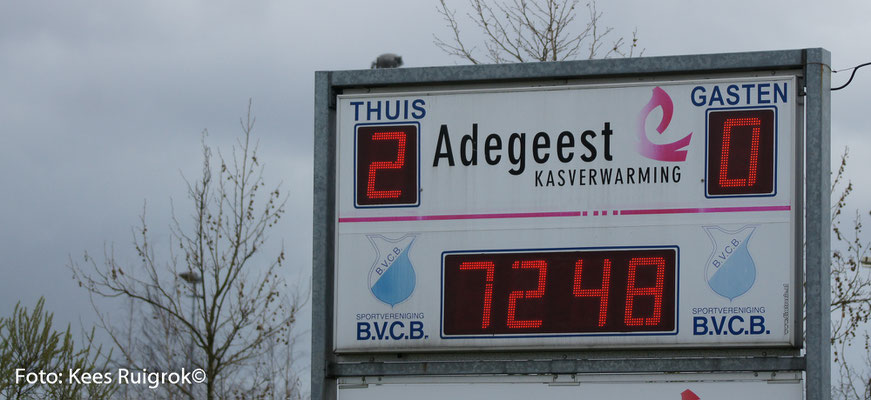 THUIS
GASTEN
2
Adegeest
KASVERWARMING
0
B.V.C.B.
72 48
B.V.C.B.
SPORTVERENIGING
B.V.C.B.
SPORTVERENIGING
B.V.C.B.
Foto: Kees Ruigrok©